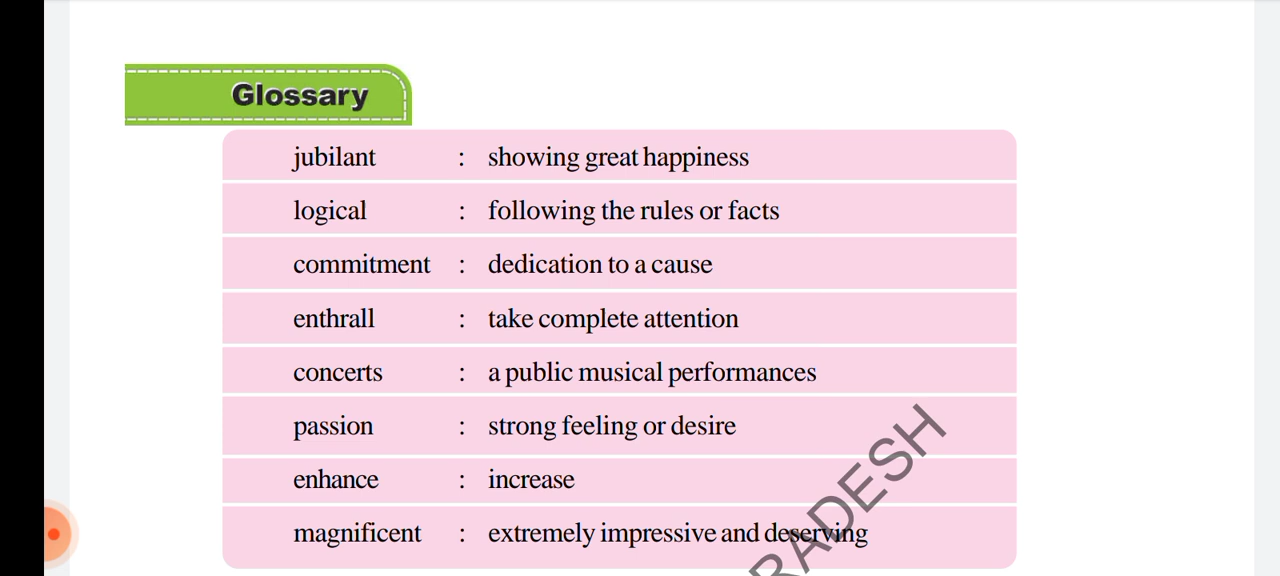 Glossary
jubilant : showing great happiness
logical : following the rules or facts
commitment : dedication to a cause
enthrall : take complete attention
concerts : a public musical performances
passion : strong feeling or desire
enhance : increase
magnificent : extremely impressive and deserving